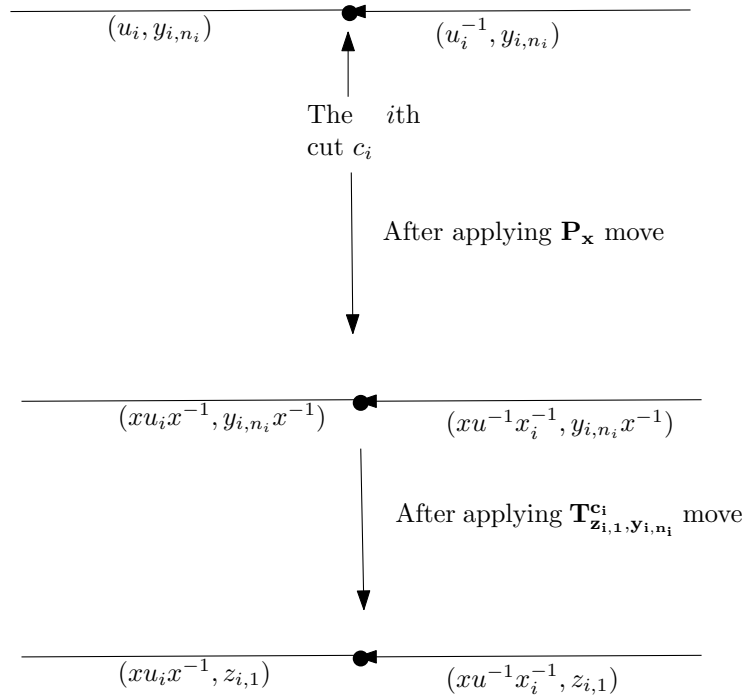 (u_i, y_{i,n_i}) (u_i^{-1}, y_{i,n_i})
The ith
cut c_i
After applying P_x move
(xu_ix^{-1}, y_{i,n_i}x^{-1}) (xu^{-1}x_i^{-1}, y_{i,n_i}x^{-1})
After applying T^{c_i}_{z_{i,1},y_{i,n_i}} move
(xu_ix^{-1}, z_{i,1}) (xu^{-1}x_i^{-1}, z_{i,1})